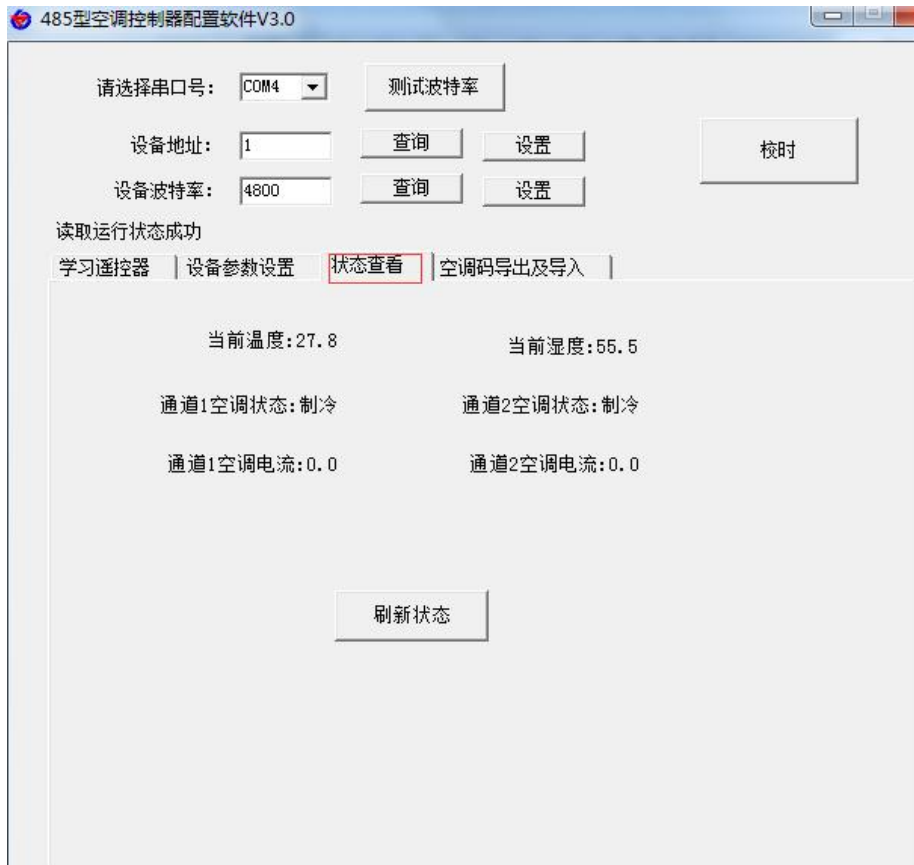 485型空调控制器配置软件V3.0
请选择串口号: COM4 测试波特率
设备地址: 1 查询 设置 校时
设备波特率: 4800 查询 设置
读取运行状态成功
学习遥控器 设备参数设置 状态查看 空调码导出及导入
当前温度:27.8 当前湿度:55.5
通道1空调状态:制冷 通道2空调状态:制冷
通道1空调电流:0.0 通道2空调电流:0.0
刷新状态